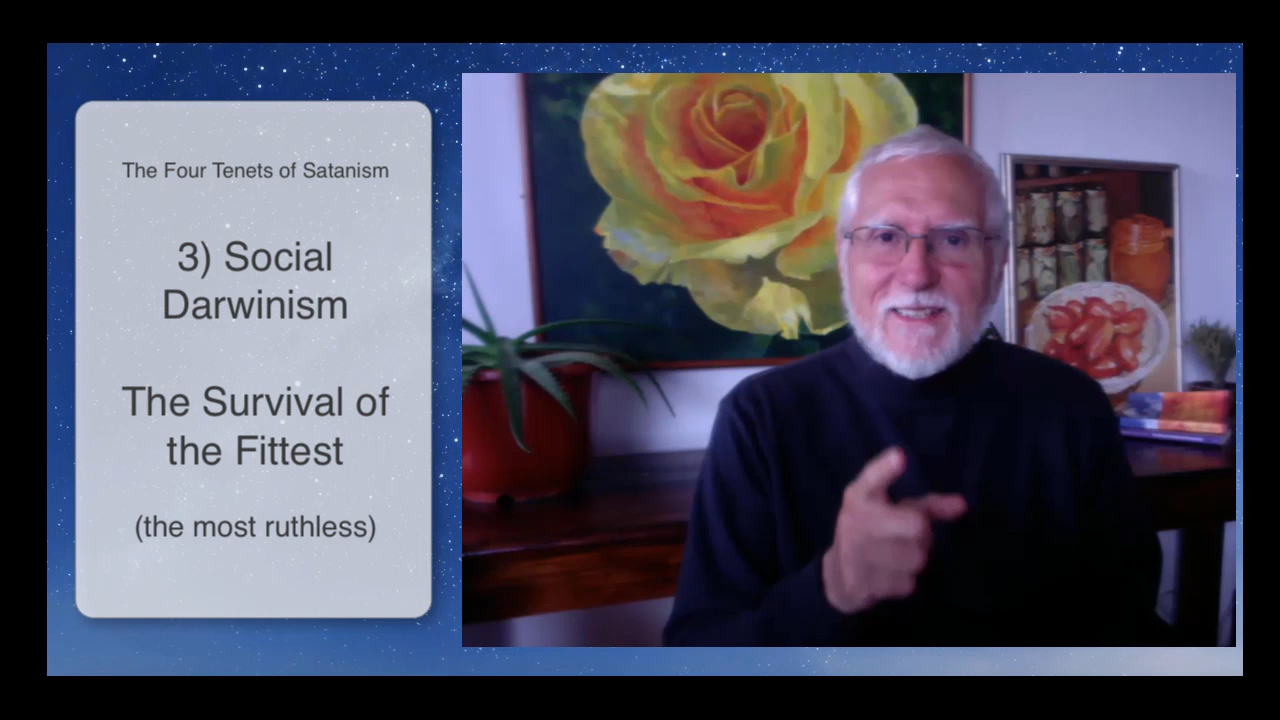 The Four Tenets of Satanism
3) Social
Darwinism
The Survival of
the Fittest
(the most ruthless)